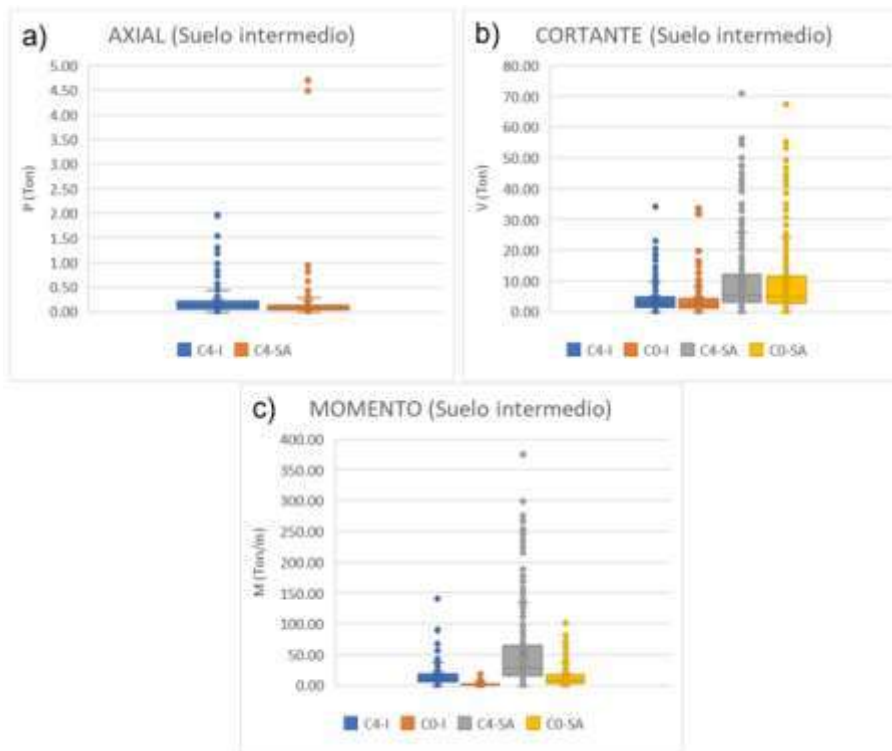 a)
AXIAL (Suelo intermedio)
5.00
4.50
4.00
3.50
3.00
2.50
2.00
1.50
1.00
0.50
0.00
P (Ton)
C4-I C4-SA
b)
CORTANTE (Suelo intermedio)
80.00
70.00
60.00
50.00
40.00
30.00
20.00
10.00
0.00
V (Ton)
C4-I C0-I C4-SA C0-SA
c)
MOMENTO (Suelo intermedio)
400.00
350.00
300.00
250.00
200.00
150.00
100.00
50.00
0.00
M (Ton/m)
C4-I C0-I C4-SA C0-SA